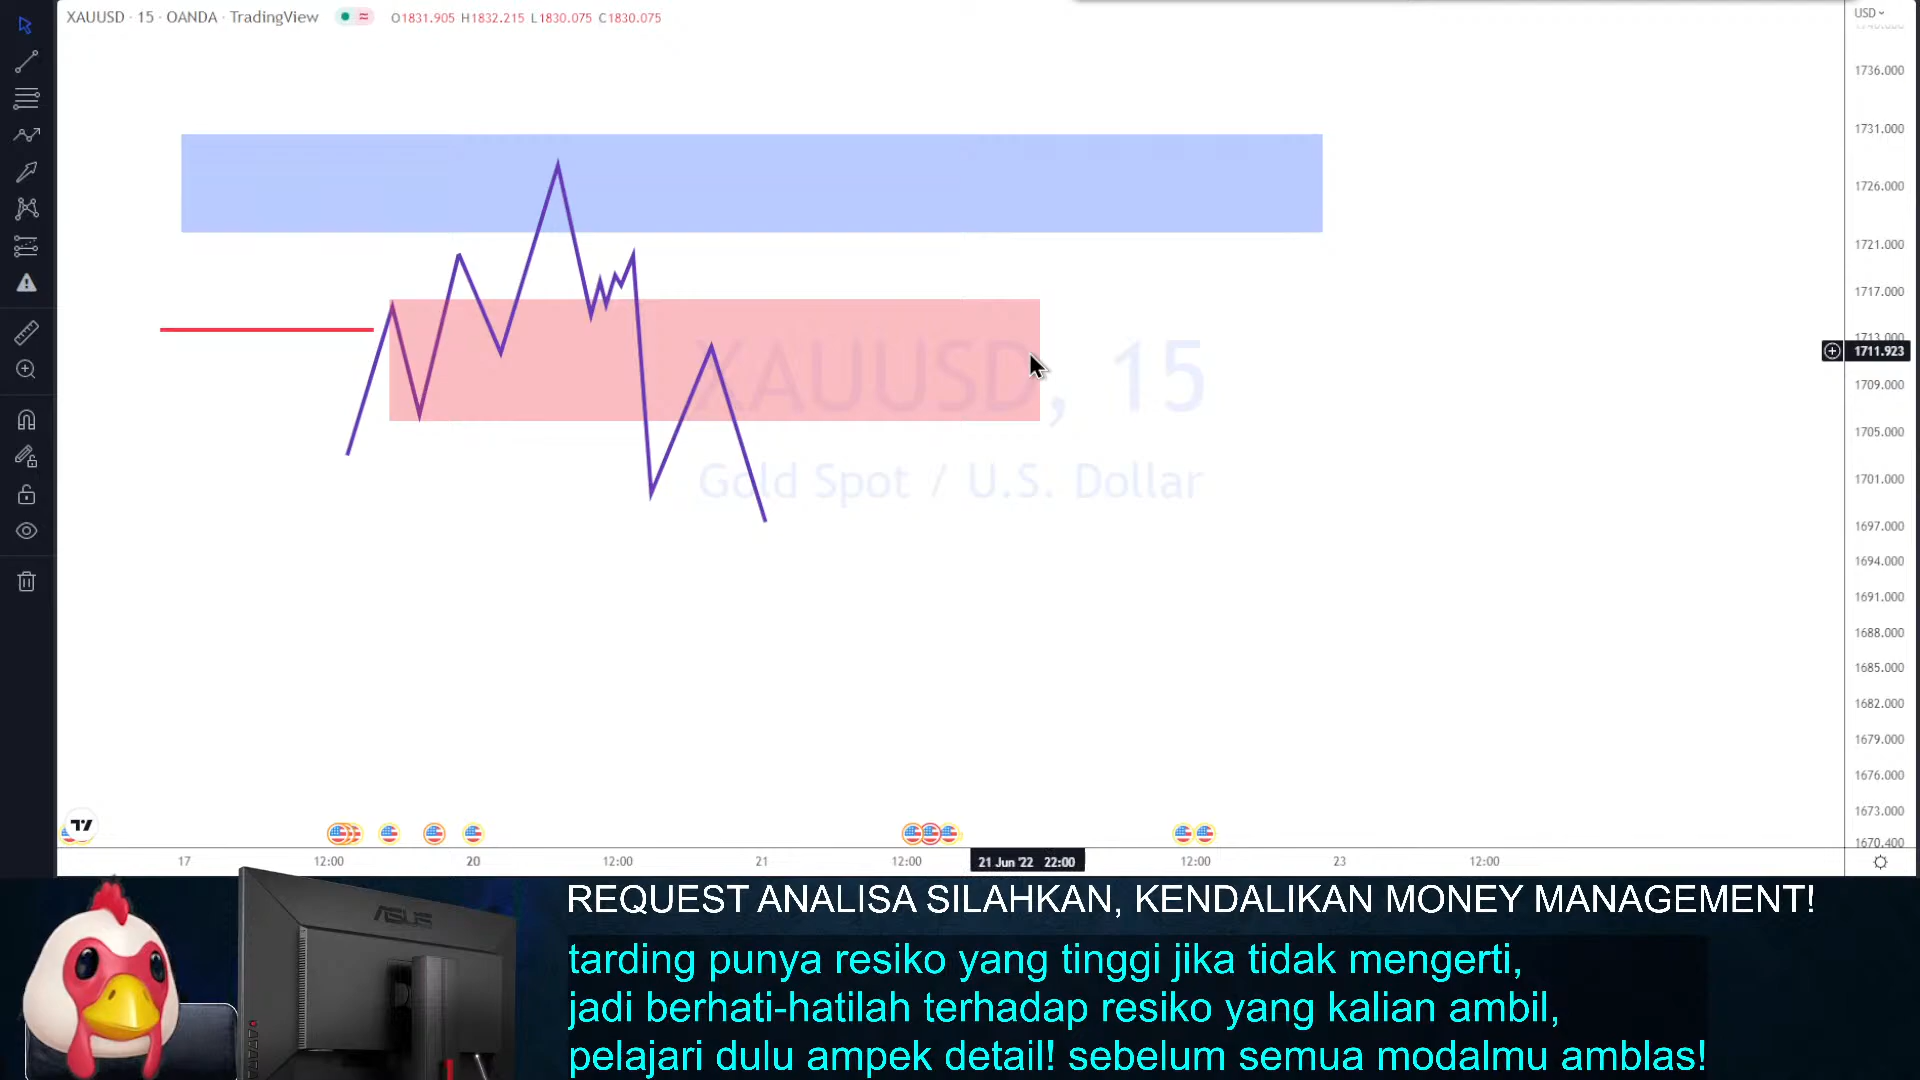 XAUUSD · 15 · OANDA · TradingView O1831.905 H1832.215 L1830.075 C1830.075
USD
1736.000
1731.000
1726.000
1721.000
1717.000
1713.000
1711.923
1709.000
1705.000
1701.000
1697.000
1694.000
1691.000
1688.000
1685.000
1682.000
1679.000
1676.000
1673.000
1670.400
XAUUSD, 15
Gold Spot / U.S. Dollar
17 12:00 20 12:00 21 12:00 21 Jun '22 22:00 12:00 23 12:00
ASUS
REQUEST ANALISA SILAHKAN, KENDALIKAN MONEY MANAGEMENT!
tarding punya resiko yang tinggi jika tidak mengerti,
jadi berhati-hatilah terhadap resiko yang kalian ambil,
pelajari dulu ampek detail! sebelum semua modalmu amblas!